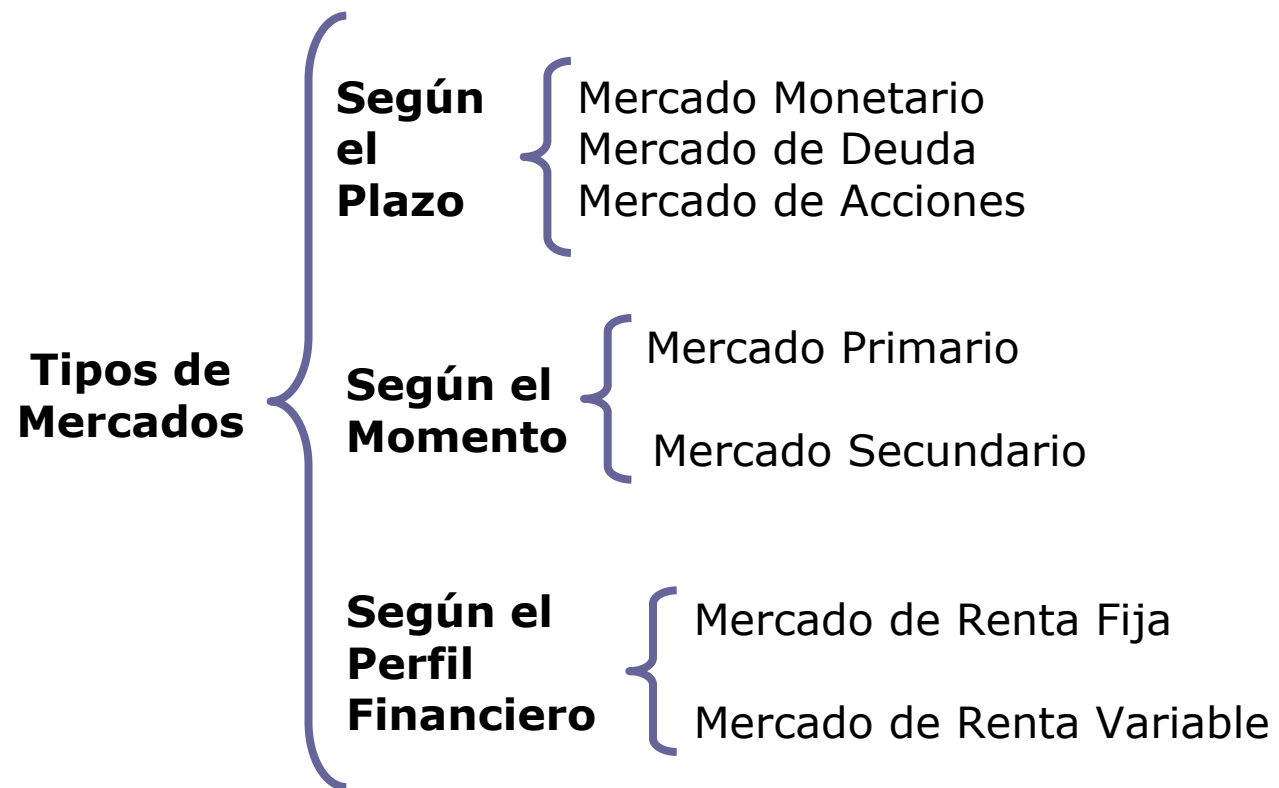 Tipos de
Mercados
Según
el
Plazo
Mercado Monetario
Mercado de Deuda
Mercado de Acciones
Según el
Momento
Mercado Primario
Mercado Secundario
Según el
Perfil
Financiero
Mercado de Renta Fija
Mercado de Renta Variable